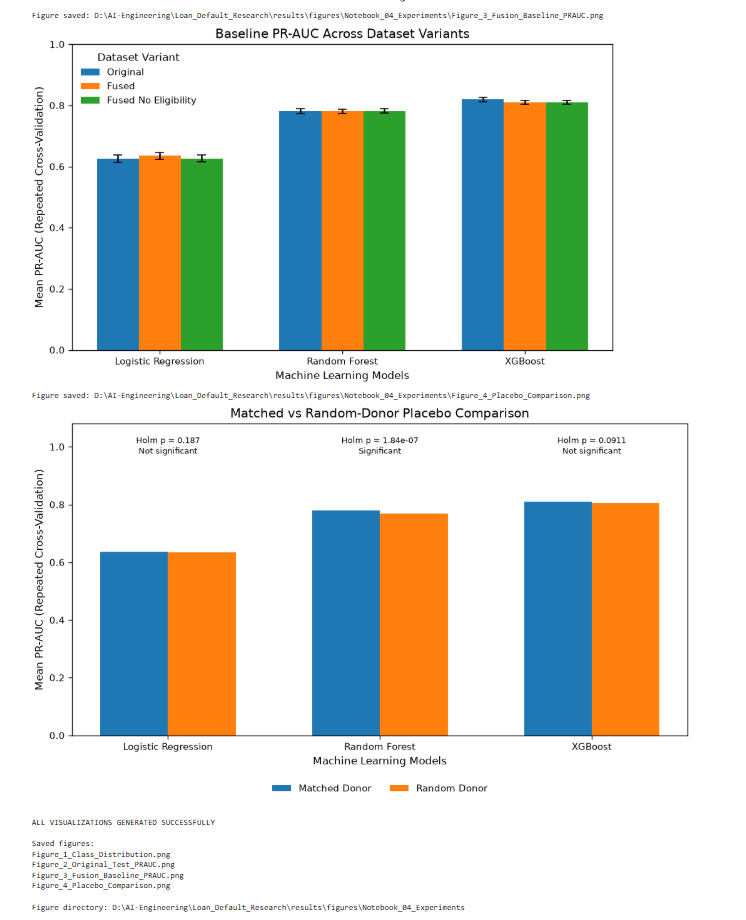 Figure saved: D:\AI-Engineering\Loan_Default_Research\results\figures\Notebook_04_Experiments\Figure_3_Fusion_Baseline_PRAUC.png
Baseline PR-AUC Across Dataset Variants
Mean PR-AUC (Repeated Cross-Validation)
1.0
0.8
0.6
0.4
0.2
0.0
Dataset Variant
Original
Fused
Fused No Eligibility
Logistic Regression
Random Forest
XGBoost
Machine Learning Models
Figure saved: D:\AI-Engineering\Loan_Default_Research\results\figures\Notebook_04_Experiments\Figure_4_Placebo_Comparison.png
Matched vs Random-Donor Placebo Comparison
Mean PR-AUC (Repeated Cross-Validation)
1.0
0.8
0.6
0.4
0.2
0.0
Holm p = 0.187
Not significant
Holm p = 1.84e-07
Significant
Holm p = 0.0911
Not significant
Logistic Regression
Random Forest
XGBoost
Machine Learning Models
Matched Donor
Random Donor
ALL VISUALIZATIONS GENERATED SUCCESSFULLY
Saved figures:
Figure_1_Class_Distribution.png
Figure_2_Original_Test_PRAUC.png
Figure_3_Fusion_Baseline_PRAUC.png
Figure_4_Placebo_Comparison.png
Figure directory: D:\AI-Engineering\Loan_Default_Research\results\figures\Notebook_04_Experiments